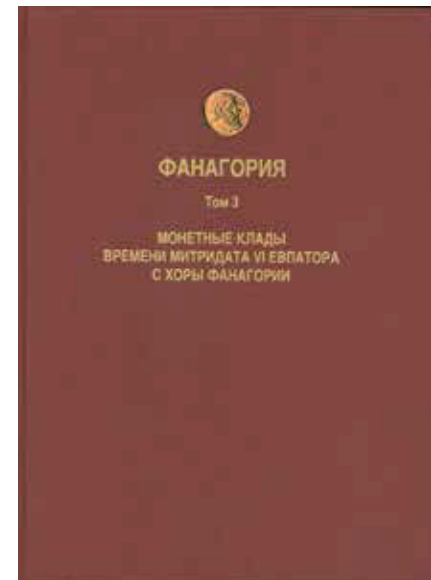 ФАНАГОРИЯ
Том 3
МОНЕТНЫЕ КЛАДЫ
ВРЕМЕНИ МИТРИДАТА VI ЕВПАТОРА
С ХОРЫ ФАНАГОРИИ